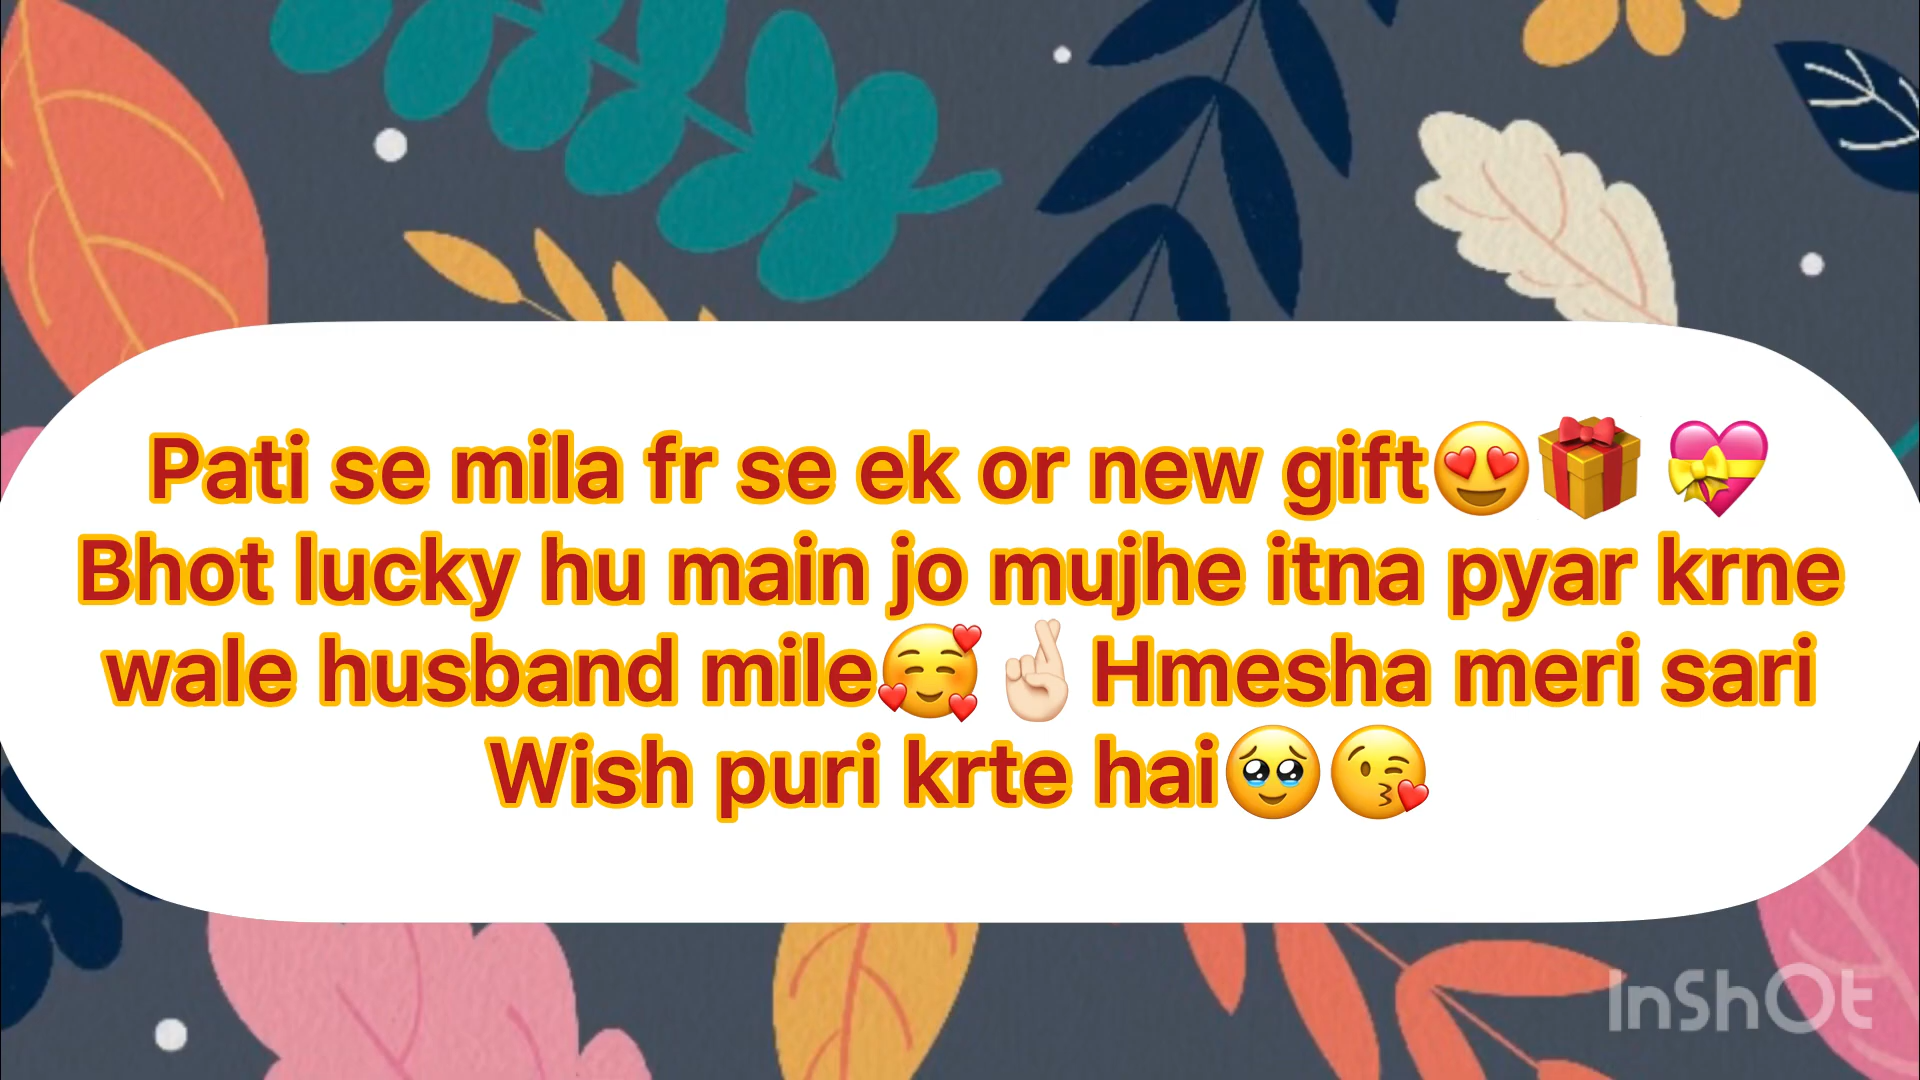 Pati se mila fr se ek or new gift😍🎁 💝
Bhot lucky hu main jo mujhe itna pyar krne
wale husband mile🥰🤞🏻Hmesha meri sari
Wish puri krte hai🥹😘
InShOt